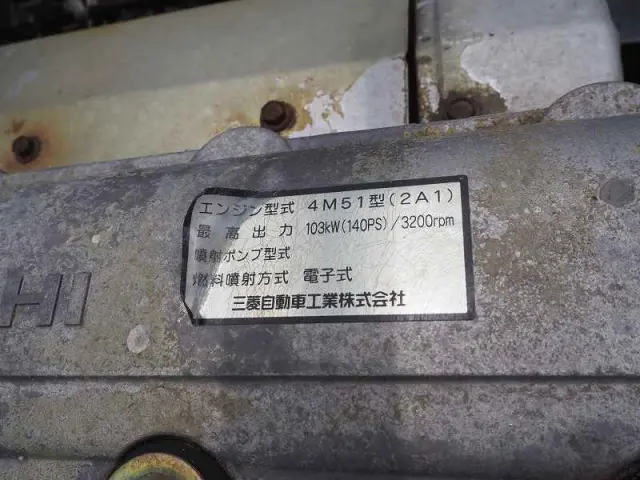 エンジン型式 4M51型(2A1)
最高出力 103kW(140PS)/3200rpm
噴射ポンプ型式
燃料噴射方式 電子式
三菱自動車工業株式会社
HI